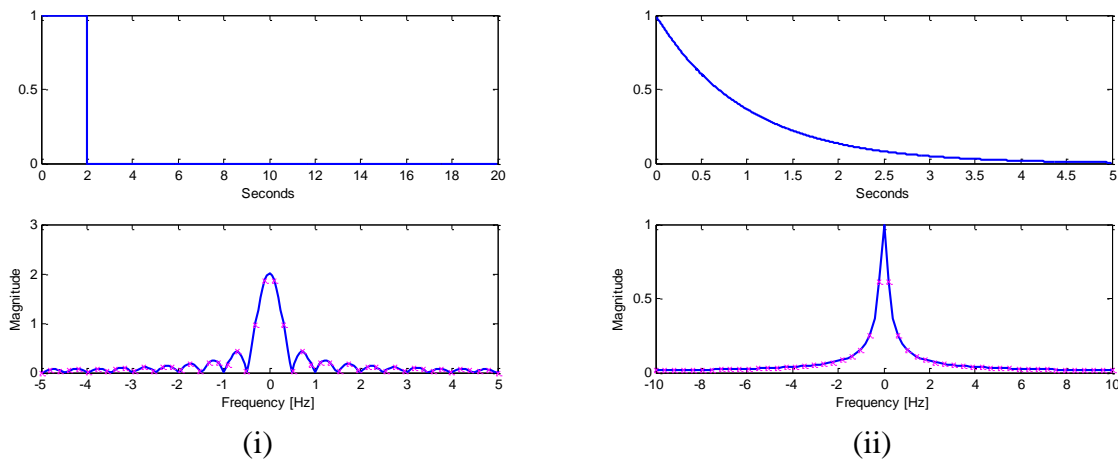 1
0.5
0
0 2 4 6 8 10 12 14 16 18 20
Seconds
3
2
1
0
Magnitude
-5 -4 -3 -2 -1 0 1 2 3 4 5
Frequency [Hz]
(i)
1
0.5
0
0 0.5 1 1.5 2 2.5 3 3.5 4 4.5 5
Seconds
1
0.5
0
Magnitude
-10 -8 -6 -4 -2 0 2 4 6 8 10
Frequency [Hz]
(ii)